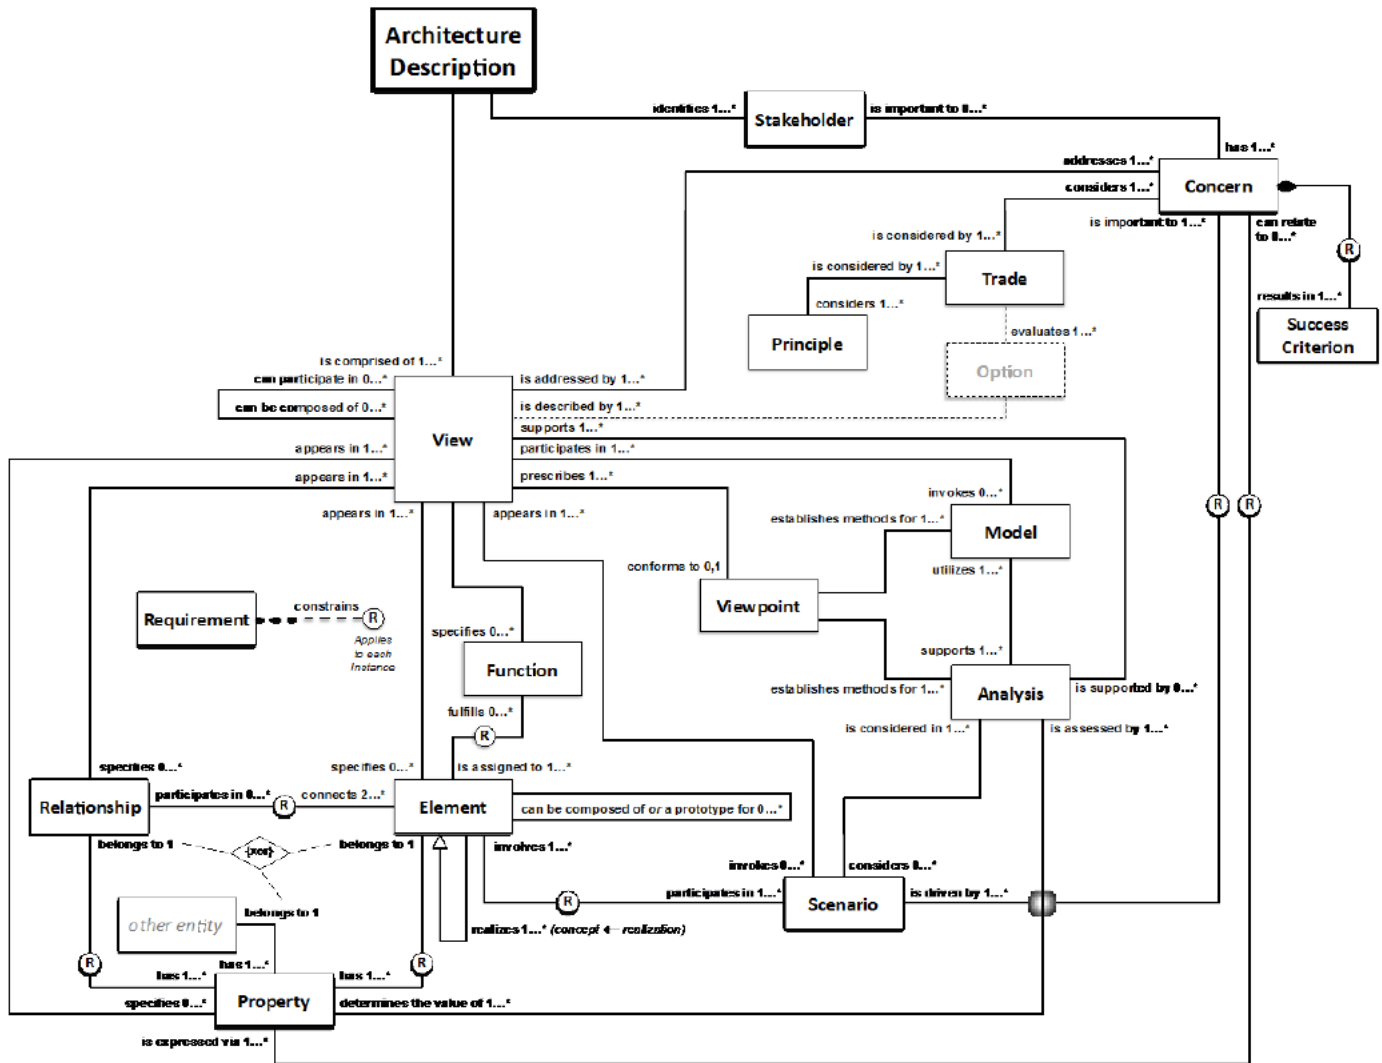 Architecture
Description
identifies 1...*
Stakeholder
is important to 0...*
has 1...*
addresses 1...*
considers 1...*
Concern
is important to 1...*
can relate
to 0...*
is considered by 1...*
R
is considered by 1...*
Trade
considers 1...*
results in 1...*
Principle
evaluates 1...*
Success
Criterion
Option
is comprised of 1...*
can participate in 0...*
is addressed by 1...*
can be composed of 0...*
is described by 1...*
supports 1...*
View
appears in 1...*
participates in 1...*
appears in 1...*
prescribes 1...*
invokes 0...*
R
R
appears in 1...*
appears in 1...*
establishes methods for 1...*
Model
conforms to 0,1
utilizes 1...*
Viewpoint
Requirement
constrains
R
Applies
to each
Instance
specifies 0...*
Function
supports 1...*
establishes methods for 1...*
Analysis
is supported by 0...*
fulfills 0...*
is considered in 1...*
is assessed by 1...*
R
specifies 0...*
specifies 0...*
is assigned to 1...*
Relationship
participates in 0...*
R
connects 2...*
Element
can be composed of or a prototype for 0...*
belongs to 1
{xor}
belongs to 1
involves 1...*
invokes 0...*
considers 0...*
R
participates in 1...*
Scenario
is driven by 1...*
belongs to 1
other entity
realizes 1...* (concept ◄─ realization)
R
has 1...*
has 1...*
has 1...*
R
specifies 0...*
Property
determines the value of 1...*
is expressed via 1...*